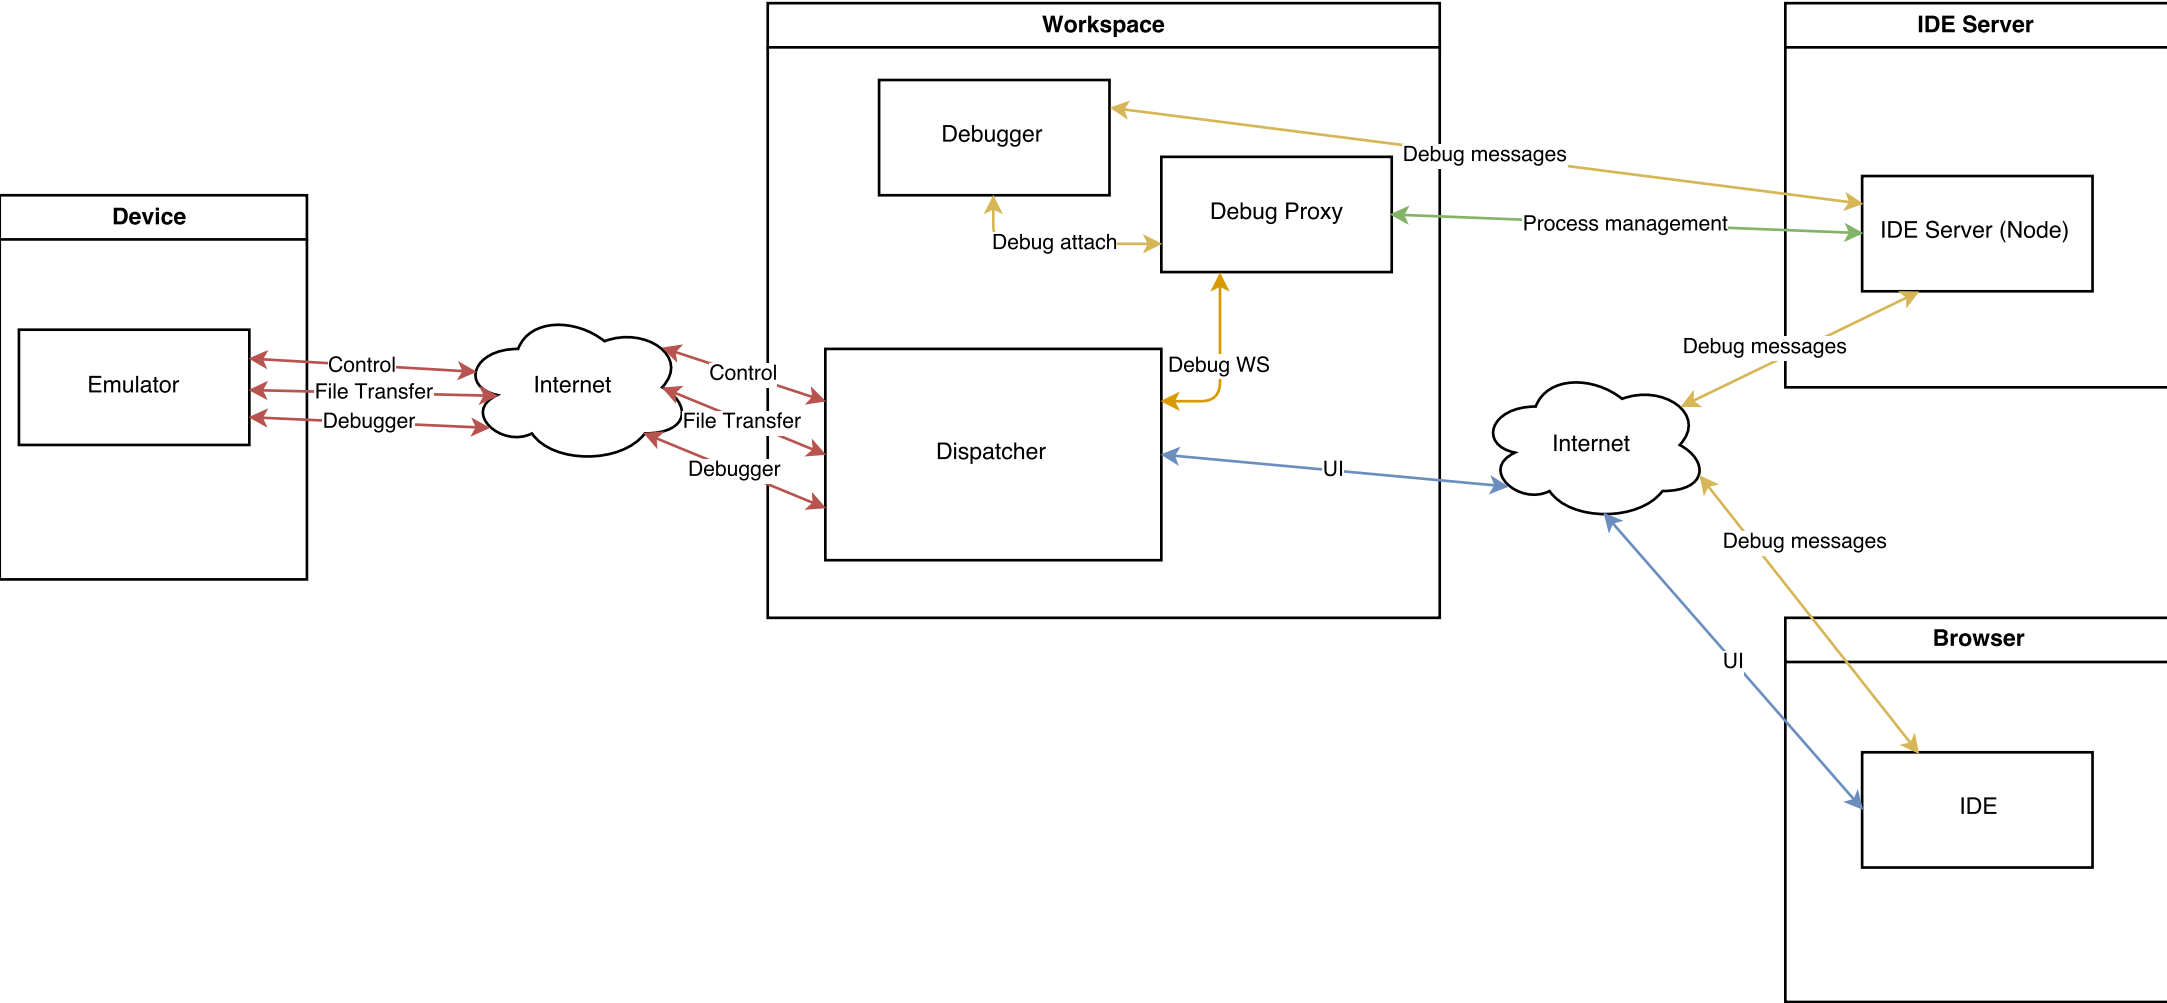 Workspace
IDE Server
Debugger
Debug messages
Debug Proxy
Device
Process management
IDE Server (Node)
Debug attach
Debug messages
Control
Control
Debug WS
Emulator
Internet
File Transfer
File Transfer
Debugger
Debugger
Dispatcher
UI
Internet
Debug messages
Browser
UI
IDE